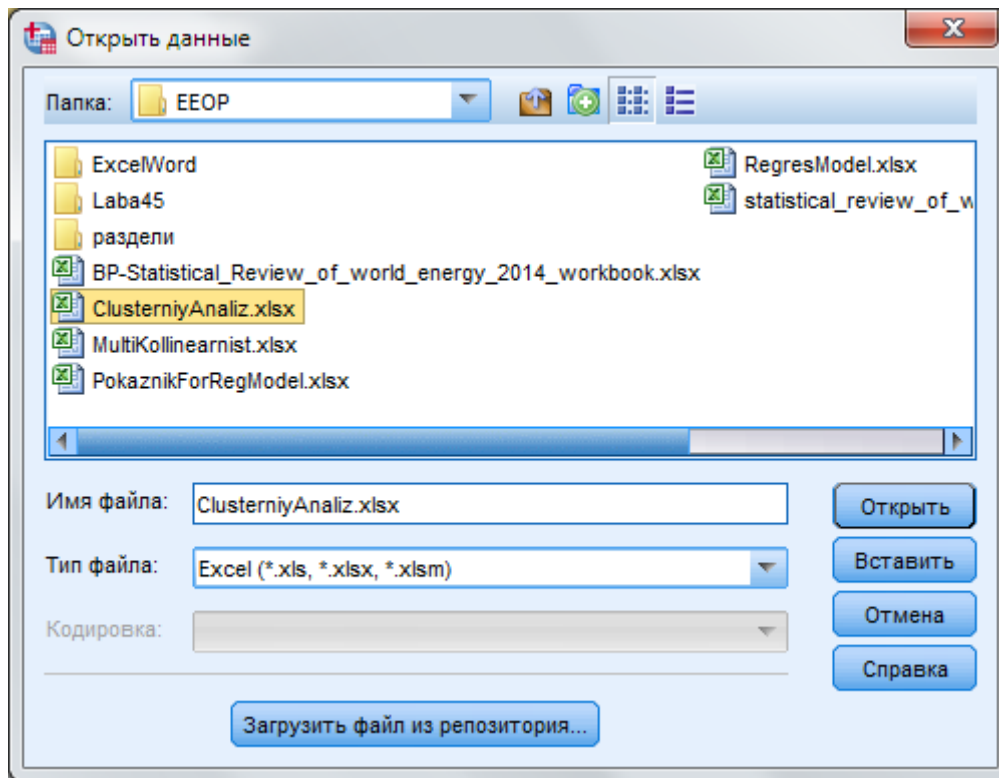 Открыть данные
Папка: EEOP
ExcelWord
Laba45
раздели
BP-Statistical_Review_of_world_energy_2014_workbook.xlsx
ClusterniyAnaliz.xlsx
MultiKollinearnist.xlsx
PokaznikForRegModel.xlsx
RegresModel.xlsx
statistical_review_of_w
Имя файла: ClusterniyAnaliz.xlsx
Открыть
Тип файла: Excel (*.xls, *.xlsx, *.xlsm)
Вставить
Кодировка:
Отмена
Справка
Загрузить файл из репозитория...